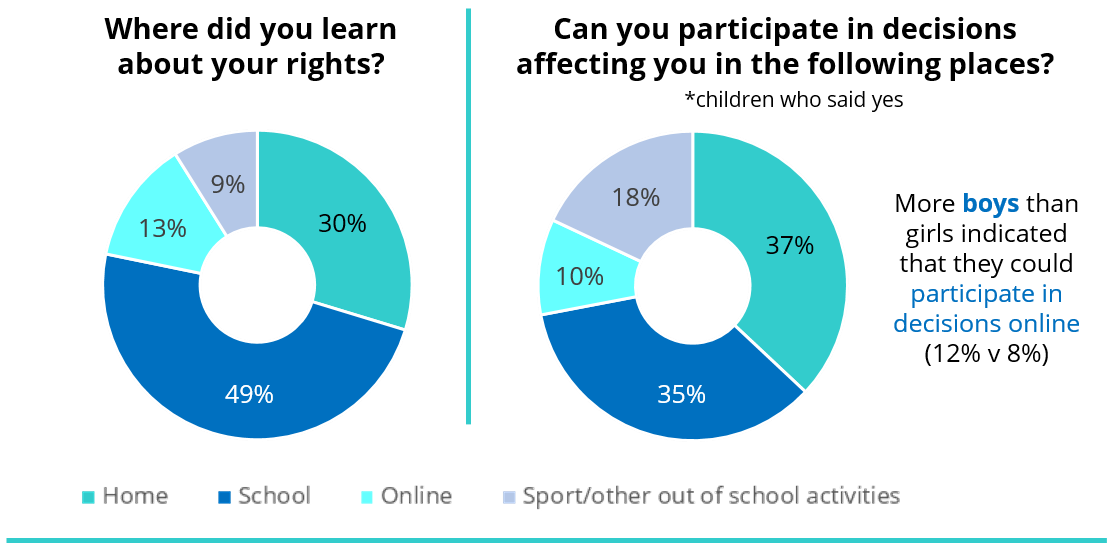 Where did you learn
about your rights?
9%
30%
13%
49%
Can you participate in decisions
affecting you in the following places?
*children who said yes
18%
37%
10%
35%
More boys than
girls indicated
that they could
participate in
decisions online
(12% v 8%)
Home
School
Online
Sport/other out of school activities